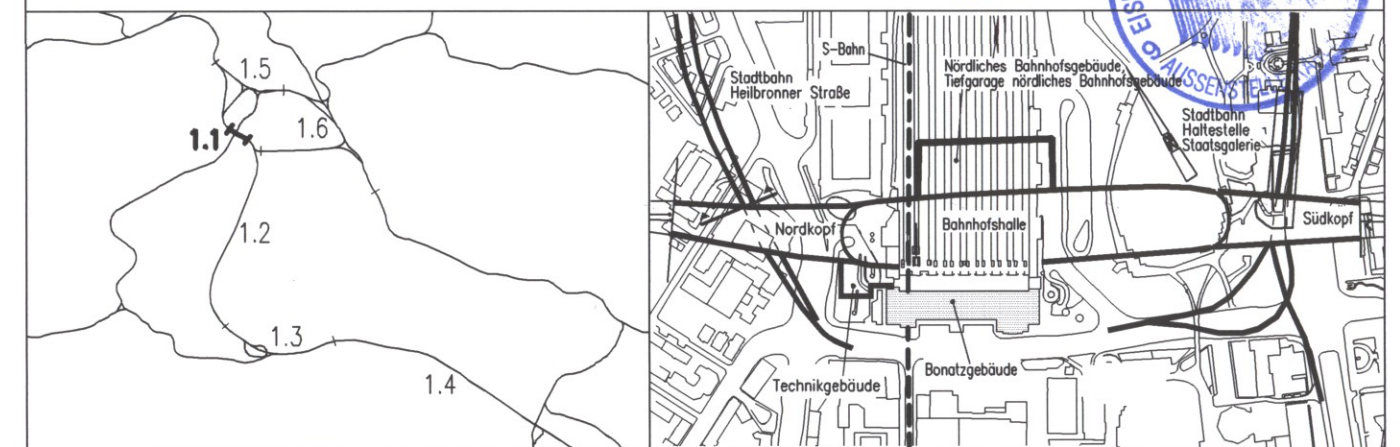 1.5
1.6
1.1
1.2
1.3
1.4
S-Bahn
Nördliches Bahnhofsgebäude,
Tiefgarage nördliches Bahnhofsgebäude
Stadtbahn
Heilbronner Straße
AUSSENSTELLE
Stadtbahn
Haltestelle
Staatsgalerie
Nordkopf
Bahnhofshalle
Südkopf
Technikgebäude
Bonatzgebäude